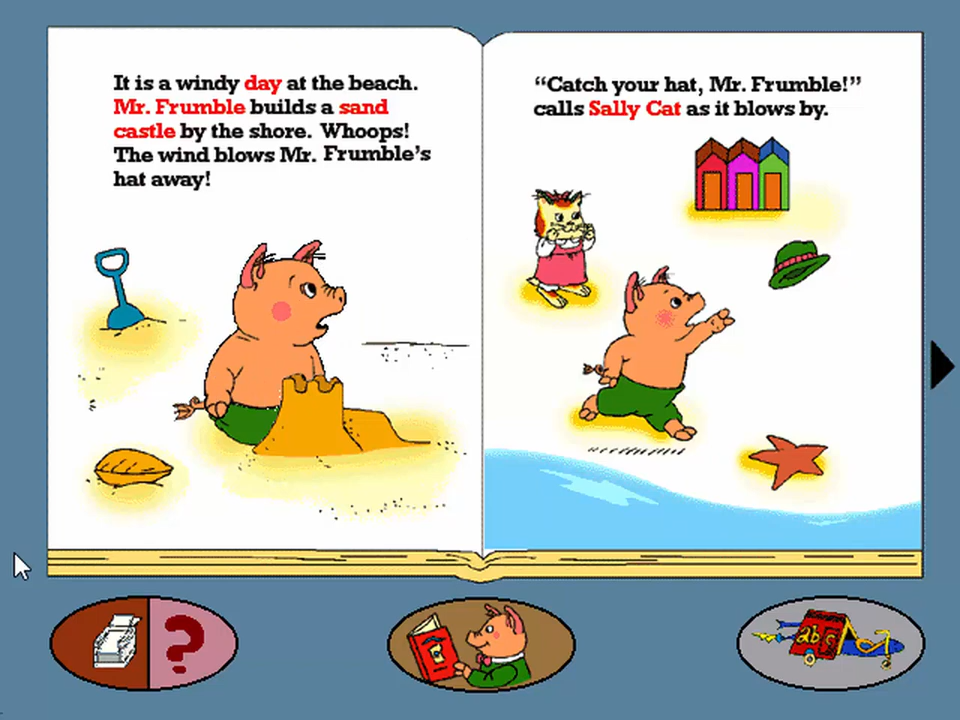 It is a windy day at the beach.
Mr. Frumble builds a sand
castle by the shore. Whoops!
The wind blows Mr. Frumble's
hat away!
“Catch your hat, Mr. Frumble!”
calls Sally Cat as it blows by.
?